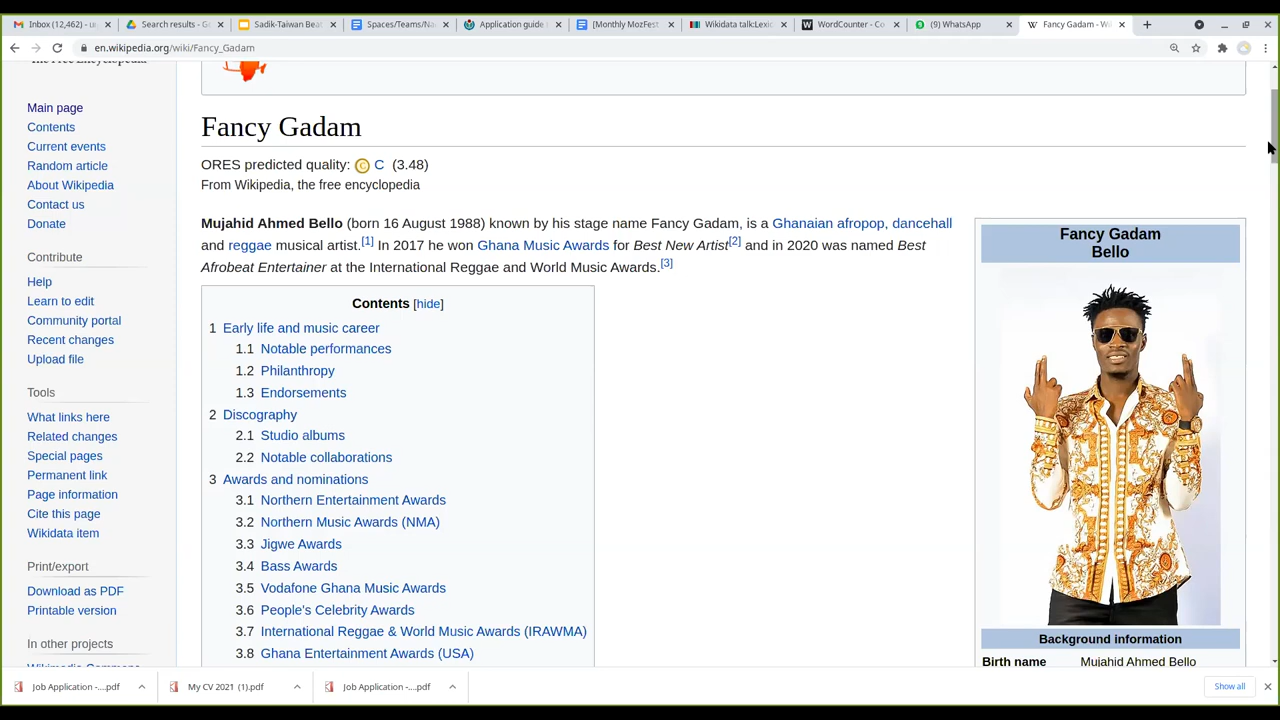 Inbox (12,462) - u
Search results - G
Sadik-Taiwan Bea
Spaces/Teams/Na
Application guide
[Monthly MozFest
Wikidata talk:Lexi
WordCounter - Co
(9) WhatsApp
Fancy Gadam - Wi
en.wikipedia.org/wiki/Fancy_Gadam
The Free Encyclopedia
Main page
Contents
Current events
Random article
About Wikipedia
Contact us
Donate
Contribute
Help
Learn to edit
Community portal
Recent changes
Upload file
Tools
What links here
Related changes
Special pages
Permanent link
Page information
Cite this page
Wikidata item
Print/export
Download as PDF
Printable version
In other projects
Wikimedia Commons
Fancy Gadam
ORES predicted quality: C C (3.48)
From Wikipedia, the free encyclopedia
Mujahid Ahmed Bello (born 16 August 1988) known by his stage name Fancy Gadam, is a Ghanaian afropop, dancehall
and reggae musical artist.[1] In 2017 he won Ghana Music Awards for Best New Artist[2] and in 2020 was named Best
Afrobeat Entertainer at the International Reggae and World Music Awards.[3]
Contents [hide]
1 Early life and music career
1.1 Notable performances
1.2 Philanthropy
1.3 Endorsements
2 Discography
2.1 Studio albums
2.2 Notable collaborations
3 Awards and nominations
3.1 Northern Entertainment Awards
3.2 Northern Music Awards (NMA)
3.3 Jigwe Awards
3.4 Bass Awards
3.5 Vodafone Ghana Music Awards
3.6 People's Celebrity Awards
3.7 International Reggae & World Music Awards (IRAWMA)
3.8 Ghana Entertainment Awards (USA)
Fancy Gadam
Bello
Background information
Birth name Mujahid Ahmed Bello
Job Application -....pdf
My CV 2021 (1).pdf
Job Application -....pdf
Show all